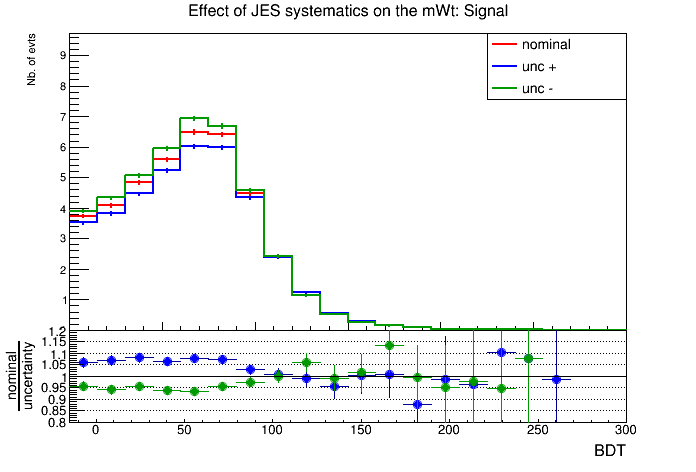 Effect of JES systematics on the mWt: Signal
Nb. of evts
9
8
7
6
5
4
3
2
1
nominal
unc +
unc -
nominal
uncertainty
1.2
1.15
1.1
1.05
1
0.95
0.9
0.85
0.8
0 50 100 150 200 250 300
BDT